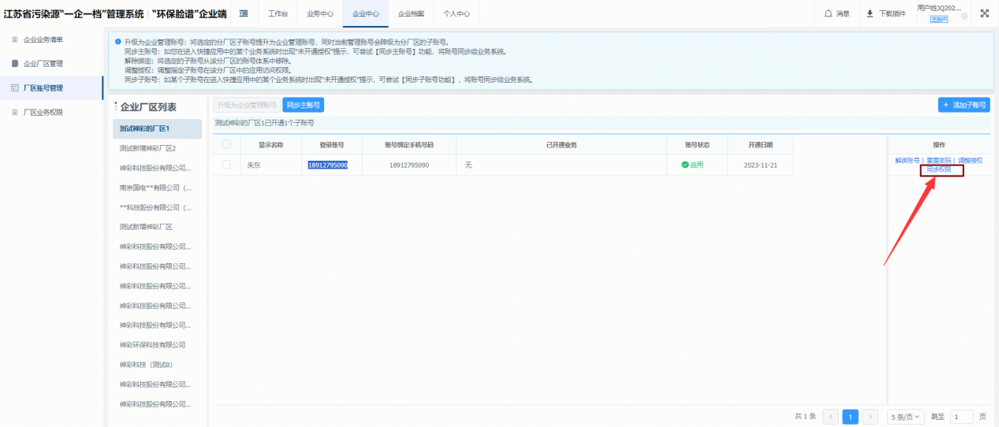 江苏省污染源“一企一档”管理系统 | “环保脸谱”企业端
工作台
业务中心
企业中心
企业档案
个人中心
消息
下载插件
用户姓JQ202...
主账户
企业业务清单
企业厂区管理
厂区账号管理
厂区业务权限
升级为企业管理账号：将选定的分厂区子账号提升为企业管理账号，同时当前管理账号会降级为分厂区的子账号。
同步主账号：如您在进入快捷应用中的某个业务系统时出现“未开通授权”提示，可尝试【同步主账号】功能，将账号同步给业务系统。
解除绑定：将选定的子账号从该分厂区的账号体系中移除。
调整授权：调整指定子账号在该分厂区中的应用访问权限。
同步子账号：如某个子账号在进入快捷应用中的某个业务系统时出现“未开通授权”提示，可尝试【同步子账号功能】，将账号同步给业务系统。
企业厂区列表
测试神彩的厂区1
测试新增神彩厂区2
神彩科技股份有限公司...
南京国电**有限公司（...
**科技股份有限公司（...
测试新增神彩厂区
神彩科技股份有限公司...
神彩科技股份有限公司...
神彩科技股份有限公司...
神彩科技股份有限公司...
神彩科技股份有限公司...
神彩环保科技有限公司
神彩科技（测试B）
神彩科技股份有限公司...
神彩科技股份有限公司...
升级为企业管理账号
同步主账号
+ 添加子账号
测试神彩的厂区1已开通1个子账号
显示名称 登录账号 账号绑定手机号码 已开通业务 账号状态 开通日期 操作
朱东 18912795090 18912795090 无 启用 2023-11-21 解绑账号 | 重置密码 | 调整授权
同步权限
共 1 条 < 1 > 5 条/页 跳至 1 页